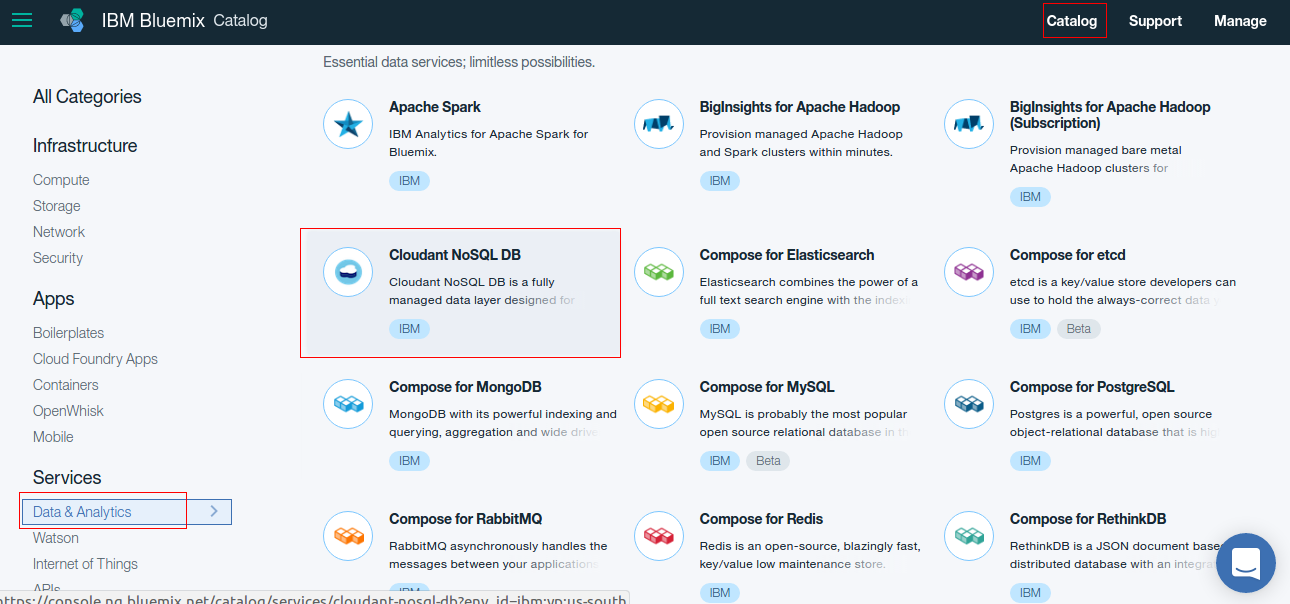 IBM Bluemix Catalog
Catalog Support Manage
Essential data services; limitless possibilities.
All Categories
Infrastructure
Compute
Storage
Network
Security
Apps
Boilerplates
Cloud Foundry Apps
Containers
OpenWhisk
Mobile
Services
Data & Analytics
Watson
Internet of Things
APIs
Apache Spark
IBM Analytics for Apache Spark for
Bluemix.
IBM
BigInsights for Apache Hadoop
Provision managed Apache Hadoop
and Spark clusters within minutes.
IBM
BigInsights for Apache Hadoop
(Subscription)
Provision managed bare metal
Apache Hadoop clusters for
IBM
Cloudant NoSQL DB
Cloudant NoSQL DB is a fully
managed data layer designed for
IBM
Compose for Elasticsearch
Elasticsearch combines the power of a
full text search engine with the index
IBM
Compose for etcd
etcd is a key/value store developers can
use to hold the always-correct data
IBM Beta
Compose for MongoDB
MongoDB with its powerful indexing and
querying, aggregation and wide drive
IBM
Compose for MySQL
MySQL is probably the most popular
open source relational database in
IBM Beta
Compose for PostgreSQL
Postgres is a powerful, open source
object-relational database that is
IBM
Compose for RabbitMQ
RabbitMQ asynchronously handles the
messages between your applications
IBM
Compose for Redis
Redis is an open-source, blazingly fast,
key/value low maintenance store.
IBM
Compose for RethinkDB
RethinkDB is a JSON document base
distributed database with an
IBM
https://console.ng.bluemix.net/catalog/services/cloudant-nosql-db?env_id=ibm:yp:us-south